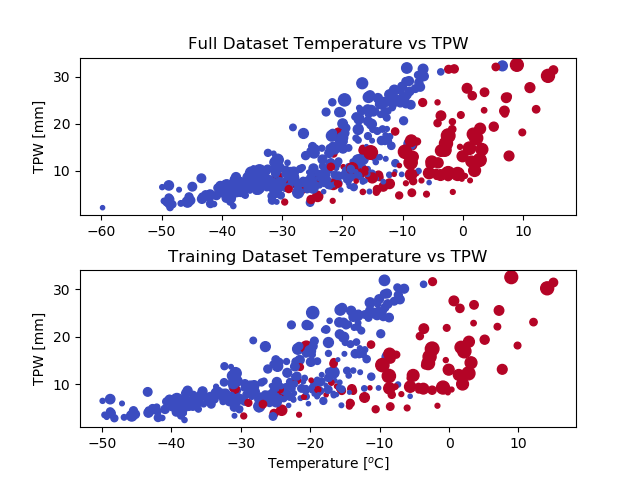 Full Dataset Temperature vs TPW
TPW [mm]
30
20
10
−60 −50 −40 −30 −20 −10 0 10
Training Dataset Temperature vs TPW
TPW [mm]
30
20
10
−50 −40 −30 −20 −10 0 10
Temperature [°C]